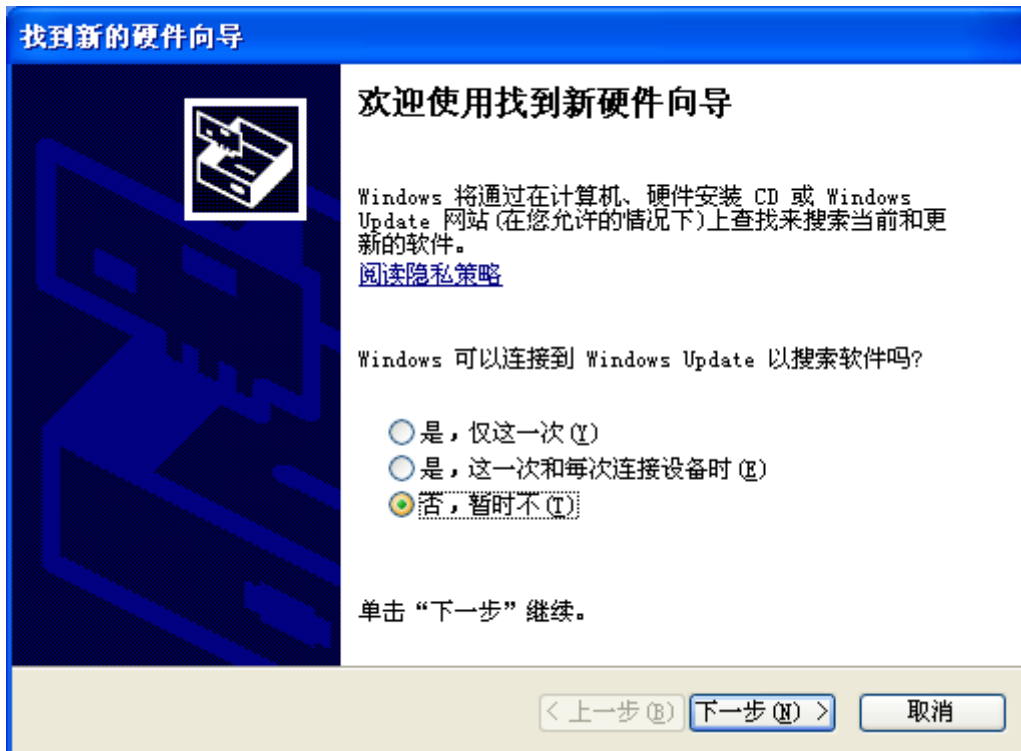 找到新的硬件向导
欢迎使用找到新硬件向导
Windows 将通过在计算机、硬件安装 CD 或 Windows
Update 网站(在您允许的情况下)上查找来搜索当前和更
新的软件。
阅读隐私策略
Windows 可以连接到 Windows Update 以搜索软件吗?
是，仅这一次(Y)
是，这一次和每次连接设备时(E)
否，暂时不(T)
单击“下一步”继续。
< 上一步(B) 下一步(N) > 取消